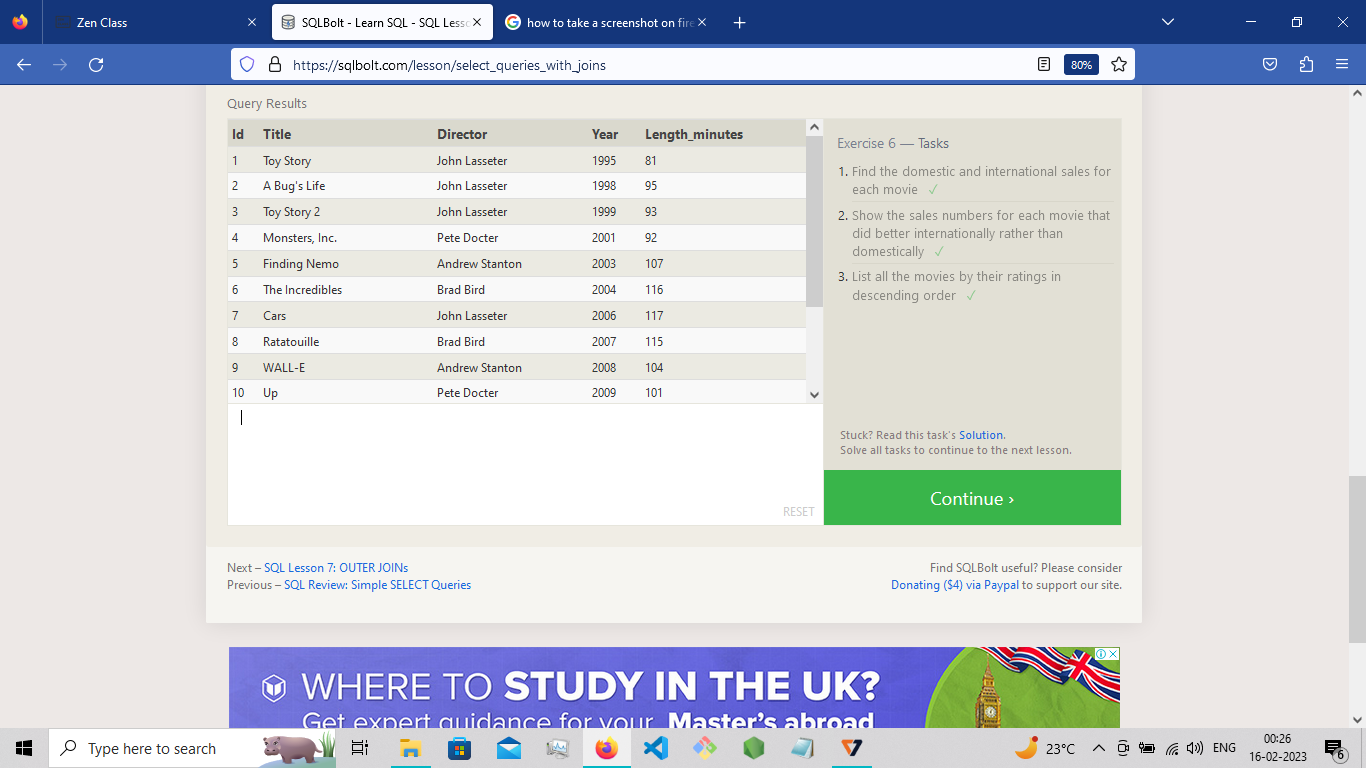 Zen Class
SQLBolt - Learn SQL - SQL Less
how to take a screenshot on fire
https://sqlbolt.com/lesson/select_queries_with_joins
80%
Query Results
Id Title Director Year Length_minutes
1 Toy Story John Lasseter 1995 81
2 A Bug's Life John Lasseter 1998 95
3 Toy Story 2 John Lasseter 1999 93
4 Monsters, Inc. Pete Docter 2001 92
5 Finding Nemo Andrew Stanton 2003 107
6 The Incredibles Brad Bird 2004 116
7 Cars John Lasseter 2006 117
8 Ratatouille Brad Bird 2007 115
9 WALL-E Andrew Stanton 2008 104
10 Up Pete Docter 2009 101
RESET
Exercise 6 — Tasks
1. Find the domestic and international sales for
each movie ✓
2. Show the sales numbers for each movie that
did better internationally rather than
domestically ✓
3. List all the movies by their ratings in
descending order ✓
Stuck? Read this task's Solution.
Solve all tasks to continue to the next lesson.
Continue ›
Next – SQL Lesson 7: OUTER JOINs
Previous – SQL Review: Simple SELECT Queries
Find SQLBolt useful? Please consider
Donating ($4) via Paypal to support our site.
WHERE TO STUDY IN THE UK?
Get expert guidance for your Master's abroad
Type here to search
23°C
ENG
00:26
16-02-2023
6